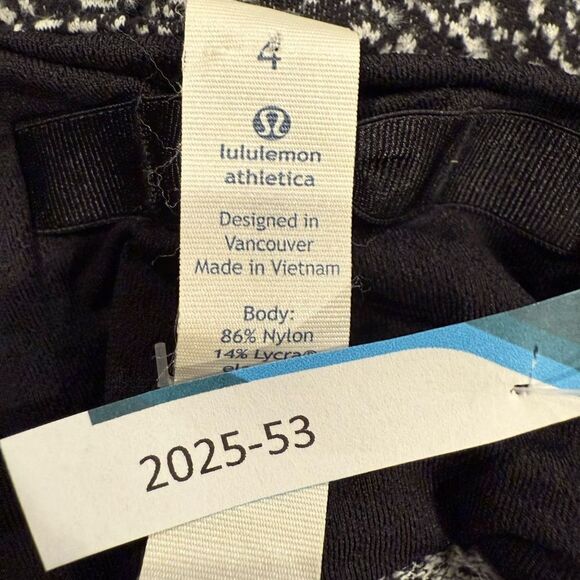 4
lululemon
athletica
Designed in
Vancouver
Made in Vietnam
Body:
86% Nylon
14% Lycra®
2025-53